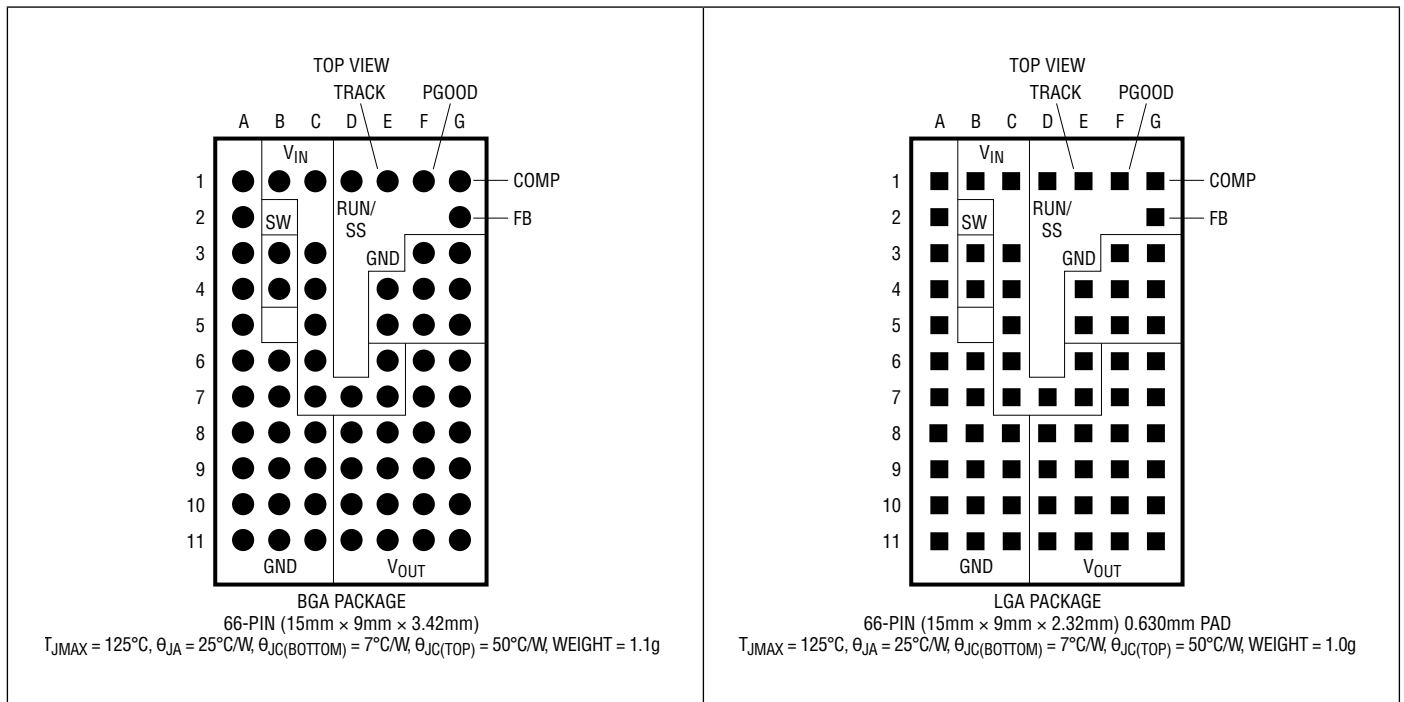 TOP VIEW
TRACK PGOOD
A B C D E F G
V_IN
1 COMP
RUN/
SS
2 SW FB
3 GND
4
5
6
7
8
9
10
11
GND V_OUT
BGA PACKAGE
66-PIN (15mm × 9mm × 3.42mm)
T_JMAX = 125°C, θ_JA = 25°C/W, θ_JC(BOTTOM) = 7°C/W, θ_JC(TOP) = 50°C/W, WEIGHT = 1.1g
TOP VIEW
TRACK PGOOD
A B C D E F G
V_IN
1 COMP
RUN/
SS
2 SW FB
3 GND
4
5
6
7
8
9
10
11
GND V_OUT
LGA PACKAGE
66-PIN (15mm × 9mm × 2.32mm) 0.630mm PAD
T_JMAX = 125°C, θ_JA = 25°C/W, θ_JC(BOTTOM) = 7°C/W, θ_JC(TOP) = 50°C/W, WEIGHT = 1.0g